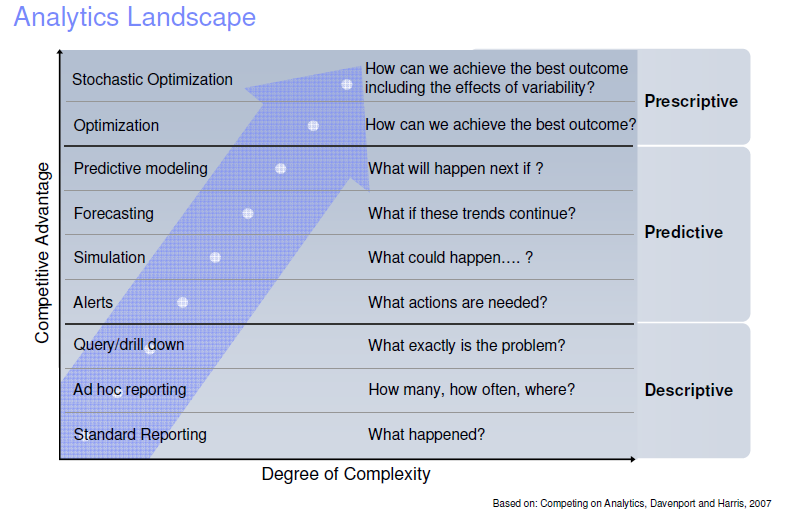 Analytics Landscape
Competitive Advantage
Stochastic Optimization
How can we achieve the best outcome
including the effects of variability?
Optimization
How can we achieve the best outcome?
Prescriptive
Predictive modeling
What will happen next if ?
Forecasting
What if these trends continue?
Simulation
What could happen.... ?
Alerts
What actions are needed?
Predictive
Query/drill down
What exactly is the problem?
Ad hoc reporting
How many, how often, where?
Standard Reporting
What happened?
Descriptive
Degree of Complexity
Based on: Competing on Analytics, Davenport and Harris, 2007